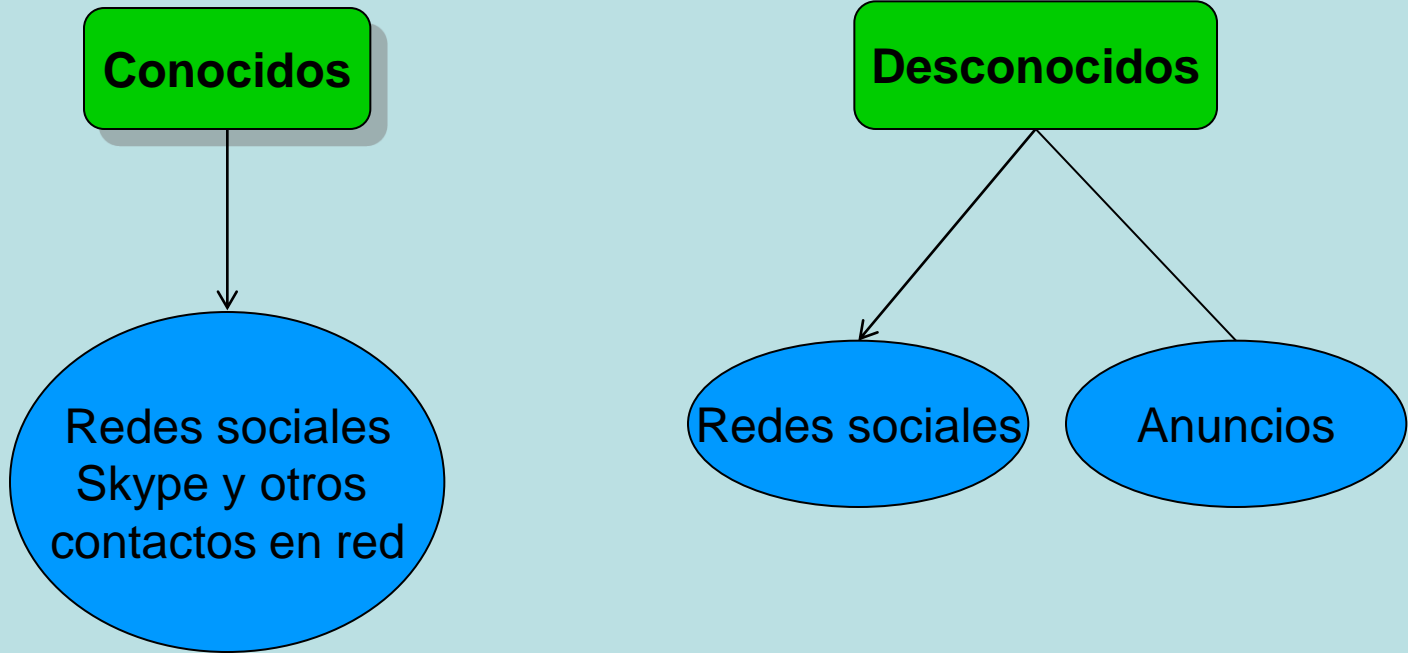 Conocidos
Desconocidos
Redes sociales
Skype y otros
contactos en red
Redes sociales
Anuncios